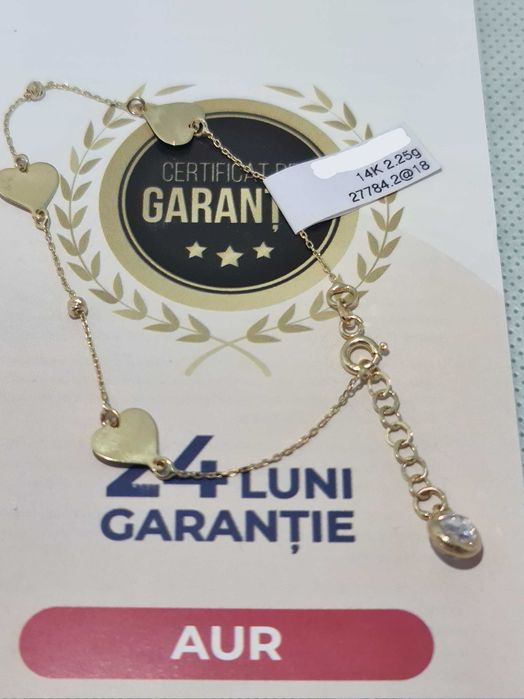 CERTIFICAT DE
GARANȚ
14K 2.25g
27784.2@18
24 LUNI
GARANȚIE
AUR